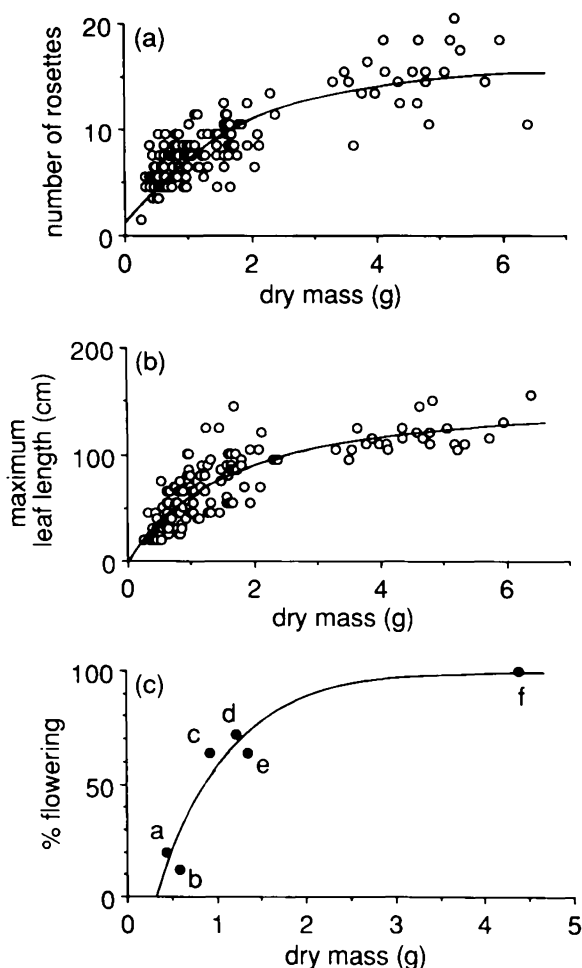 (a)
number of rosettes
20
10
0
0 2 4 6
dry mass (g)
(b)
maximum
leaf length (cm)
200
100
0
0 2 4 6
dry mass (g)
(c)
% flowering
100
50
0
a
b
c
d
e
f
0 1 2 3 4 5
dry mass (g)